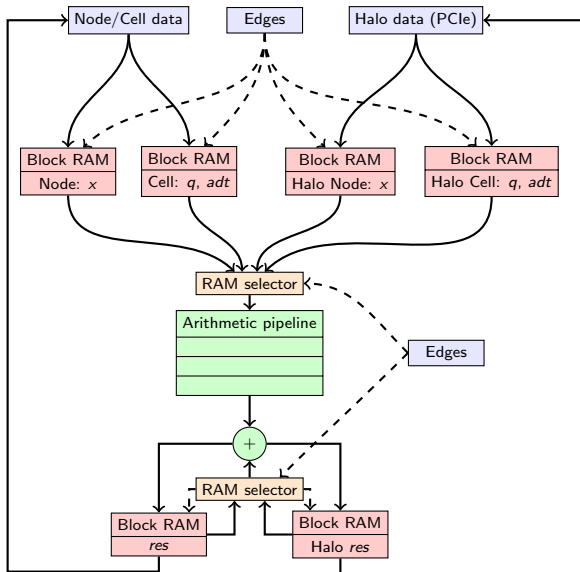 Node/Cell data
Edges
Halo data (PCIe)
Block RAM
Node: x
Block RAM
Cell: q, adt
Block RAM
Halo Node: x
Block RAM
Halo Cell: q, adt
RAM selector
Arithmetic pipeline
Edges
+
RAM selector
Block RAM
res
Block RAM
Halo res